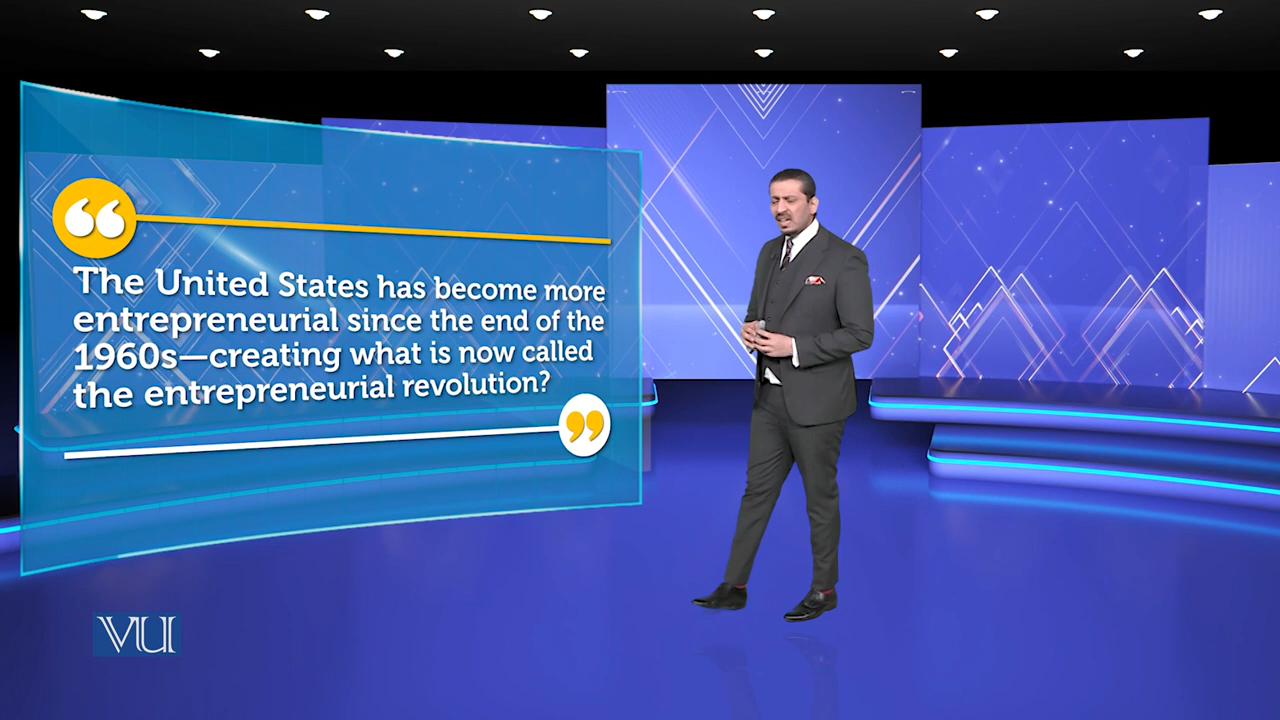 “
The United States has become more
entrepreneurial since the end of the
1960s—creating what is now called
the entrepreneurial revolution?
”
VU